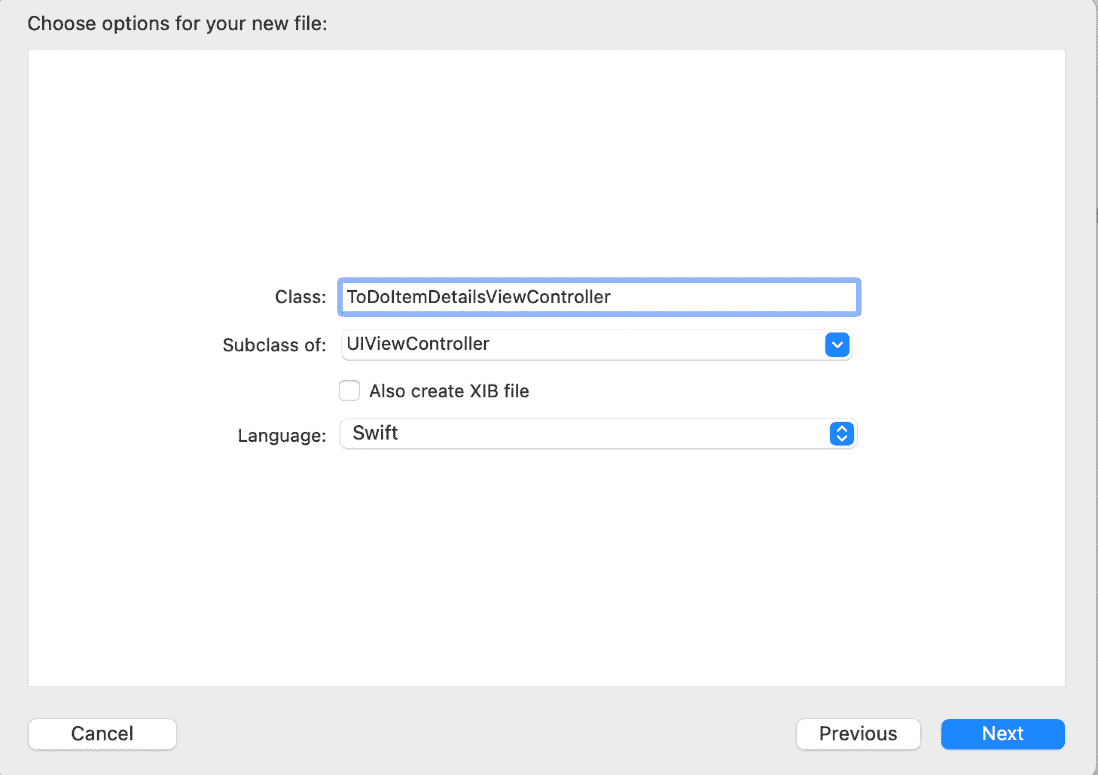 Choose options for your new file:
Class: ToDoItemDetailsViewController
Subclass of: UIViewController
Also create XIB file
Language: Swift
Cancel Previous Next